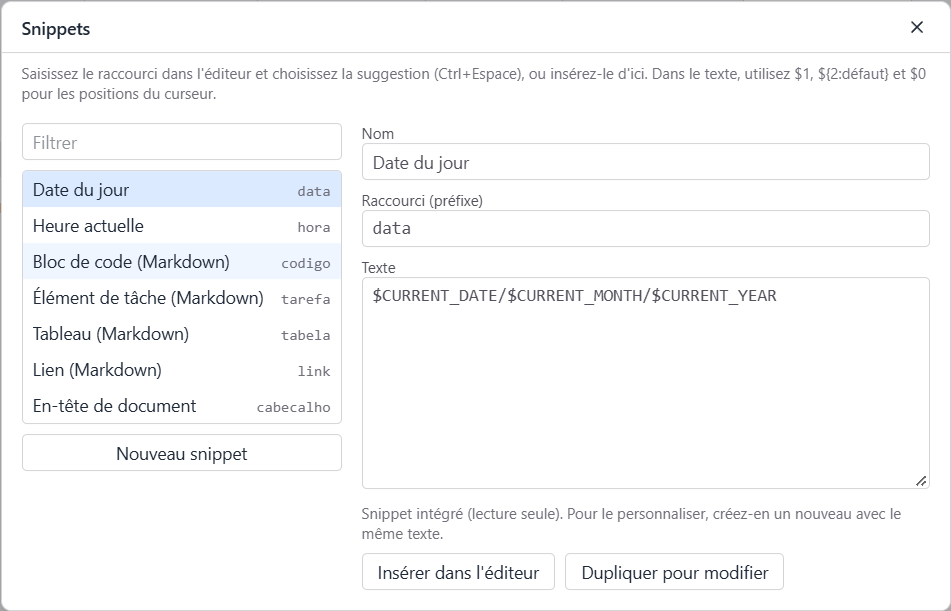 Snippets
Saisissez le raccourci dans l'éditeur et choisissez la suggestion (Ctrl+Espace), ou insérez-le d'ici. Dans le texte, utilisez $1, ${2:défaut} et $0
pour les positions du curseur.
Filtrer
Date du jour data
Heure actuelle hora
Bloc de code (Markdown) codigo
Élément de tâche (Markdown) tarefa
Tableau (Markdown) tabela
Lien (Markdown) link
En-tête de document cabecalho
Nouveau snippet
Nom
Date du jour
Raccourci (préfixe)
data
Texte
$CURRENT_DATE/$CURRENT_MONTH/$CURRENT_YEAR
Snippet intégré (lecture seule). Pour le personnaliser, créez-en un nouveau avec le
même texte.
Insérer dans l'éditeur
Dupliquer pour modifier